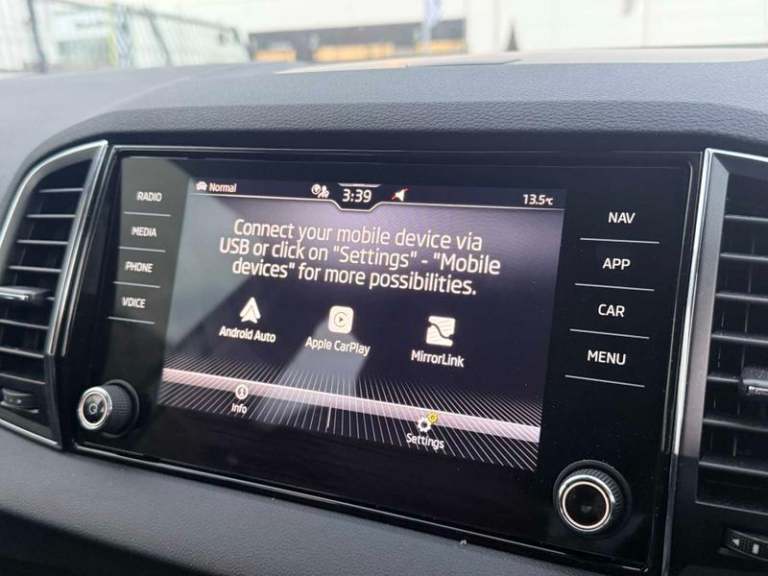 RADIO
MEDIA
PHONE
VOICE
Normal
3:39
13.5°C
Connect your mobile device via
USB or click on "Settings" - "Mobile
devices" for more possibilities.
Android Auto
Apple CarPlay
MirrorLink
Info
Settings
NAV
APP
CAR
MENU